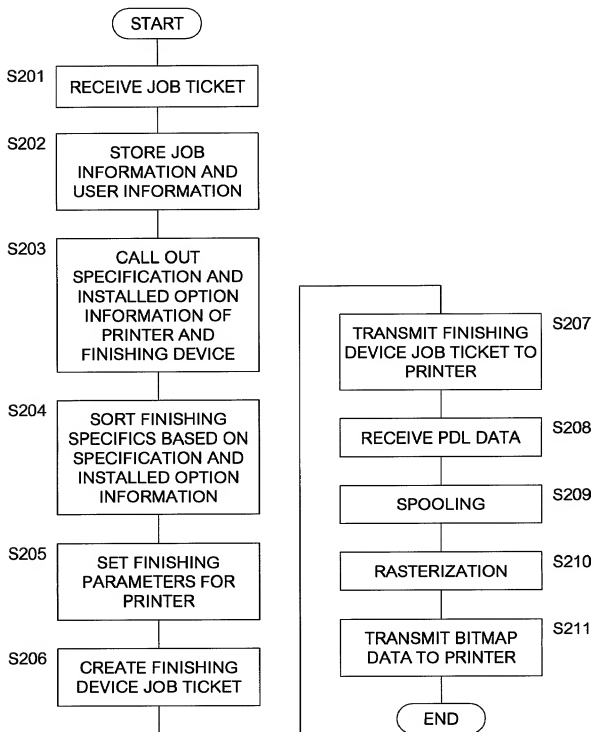 START
S201
RECEIVE JOB TICKET
S202
STORE JOB
INFORMATION AND
USER INFORMATION
S203
CALL OUT
SPECIFICATION AND
INSTALLED OPTION
INFORMATION OF
PRINTER AND
FINISHING DEVICE
S204
SORT FINISHING
SPECIFICS BASED ON
SPECIFICATION AND
INSTALLED OPTION
INFORMATION
S205
SET FINISHING
PARAMETERS FOR
PRINTER
S206
CREATE FINISHING
DEVICE JOB TICKET
S207
TRANSMIT FINISHING
DEVICE JOB TICKET TO
PRINTER
S208
RECEIVE PDL DATA
S209
SPOOLING
S210
RASTERIZATION
S211
TRANSMIT BITMAP
DATA TO PRINTER
END